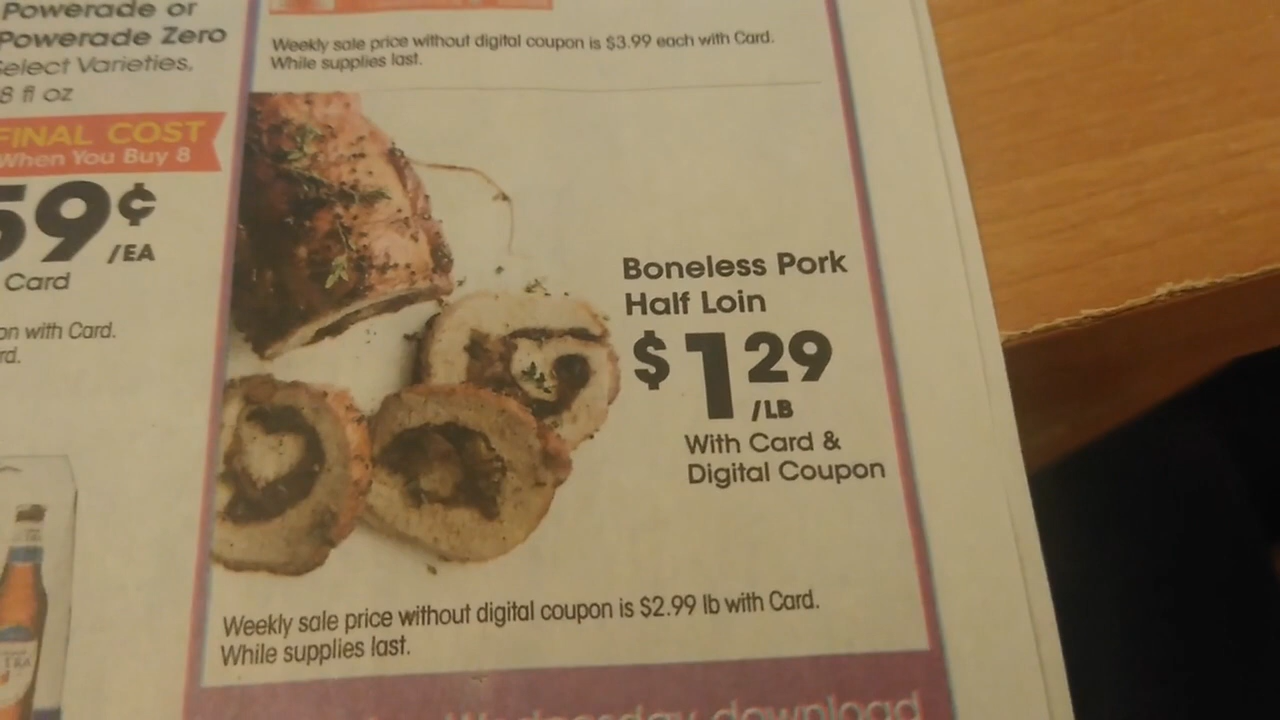 Powerade or
Powerade Zero
Select Varieties,
8 fl oz
FINAL COST
When You Buy 8
59¢
/EA
Card
on with Card.
rd.
Weekly sale price without digital coupon is $3.99 each with Card.
While supplies last.
Boneless Pork
Half Loin
$1 29
/LB
With Card &
Digital Coupon
Weekly sale price without digital coupon is $2.99 lb with Card.
While supplies last.
Wednesday download